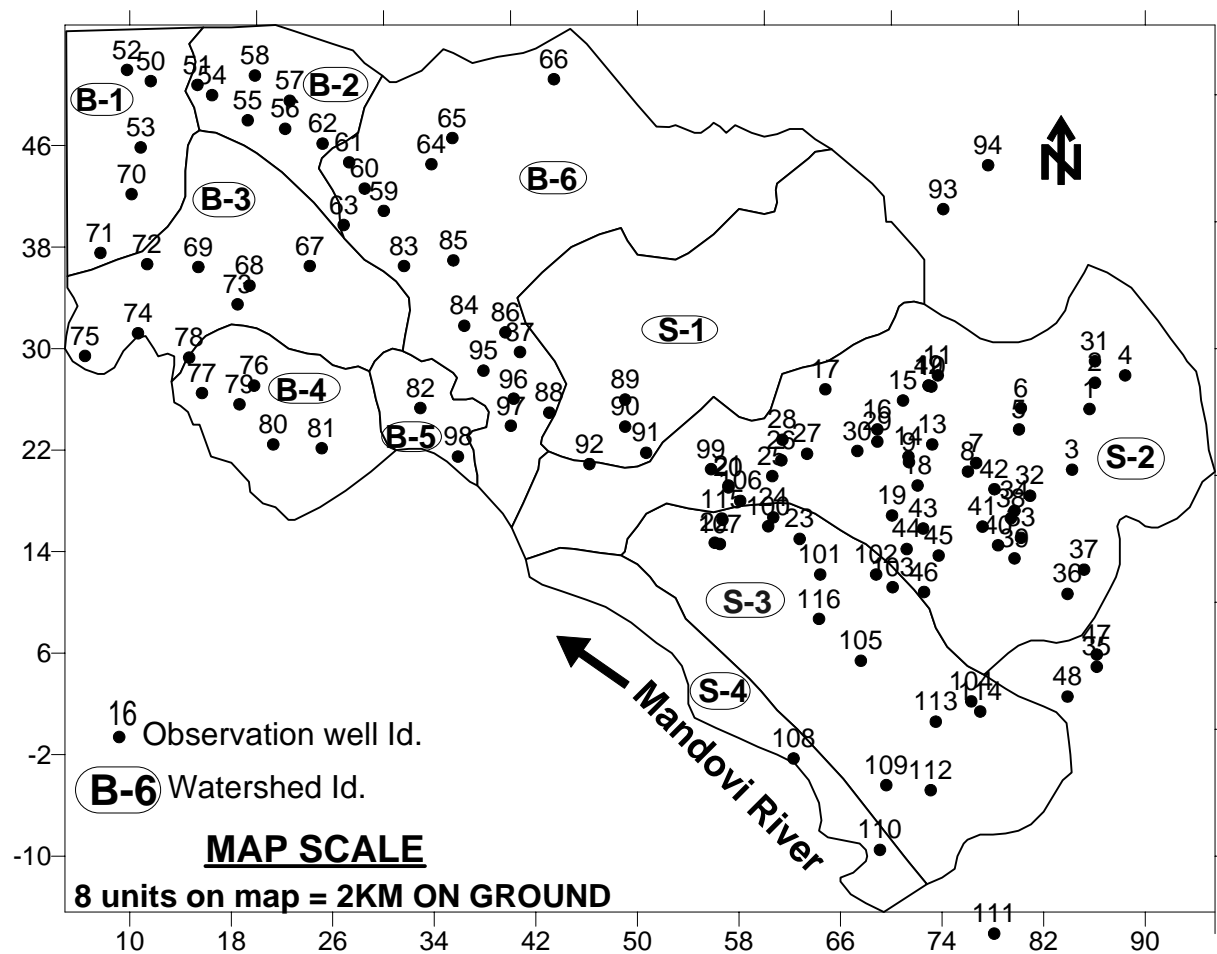 66
52 50 51 54 58 57 B-2
B-1
55 56
53 62 61 65
46 64 94
60
70 B-3 59 B-6
63 93
71 72 69 67 83 85
38
68
73
74 84 86
75 78 87
30 S-1
95 17 11 31 4
77 76 B-4 79 82 96 88 89 15 2
97 90 16 6 1
80 81 B-5 28 29 5
98 92 91 99 26 27 30 14 13
22 25 9 8 7 3 S-2
18 42 32
106 24
115 100 19 43 41
23 44 40 33
14 107 101 102 45 39 37
103 46 36
S-3 116
105 47
6 35
S-4 104 48
16 113 114
Observation well Id.
108
-2
B-6 Watershed Id. 109 112
Mandovi River
MAP SCALE 110
-10
8 units on map = 2KM ON GROUND
111
10 18 26 34 42 50 58 66 74 82 90
N